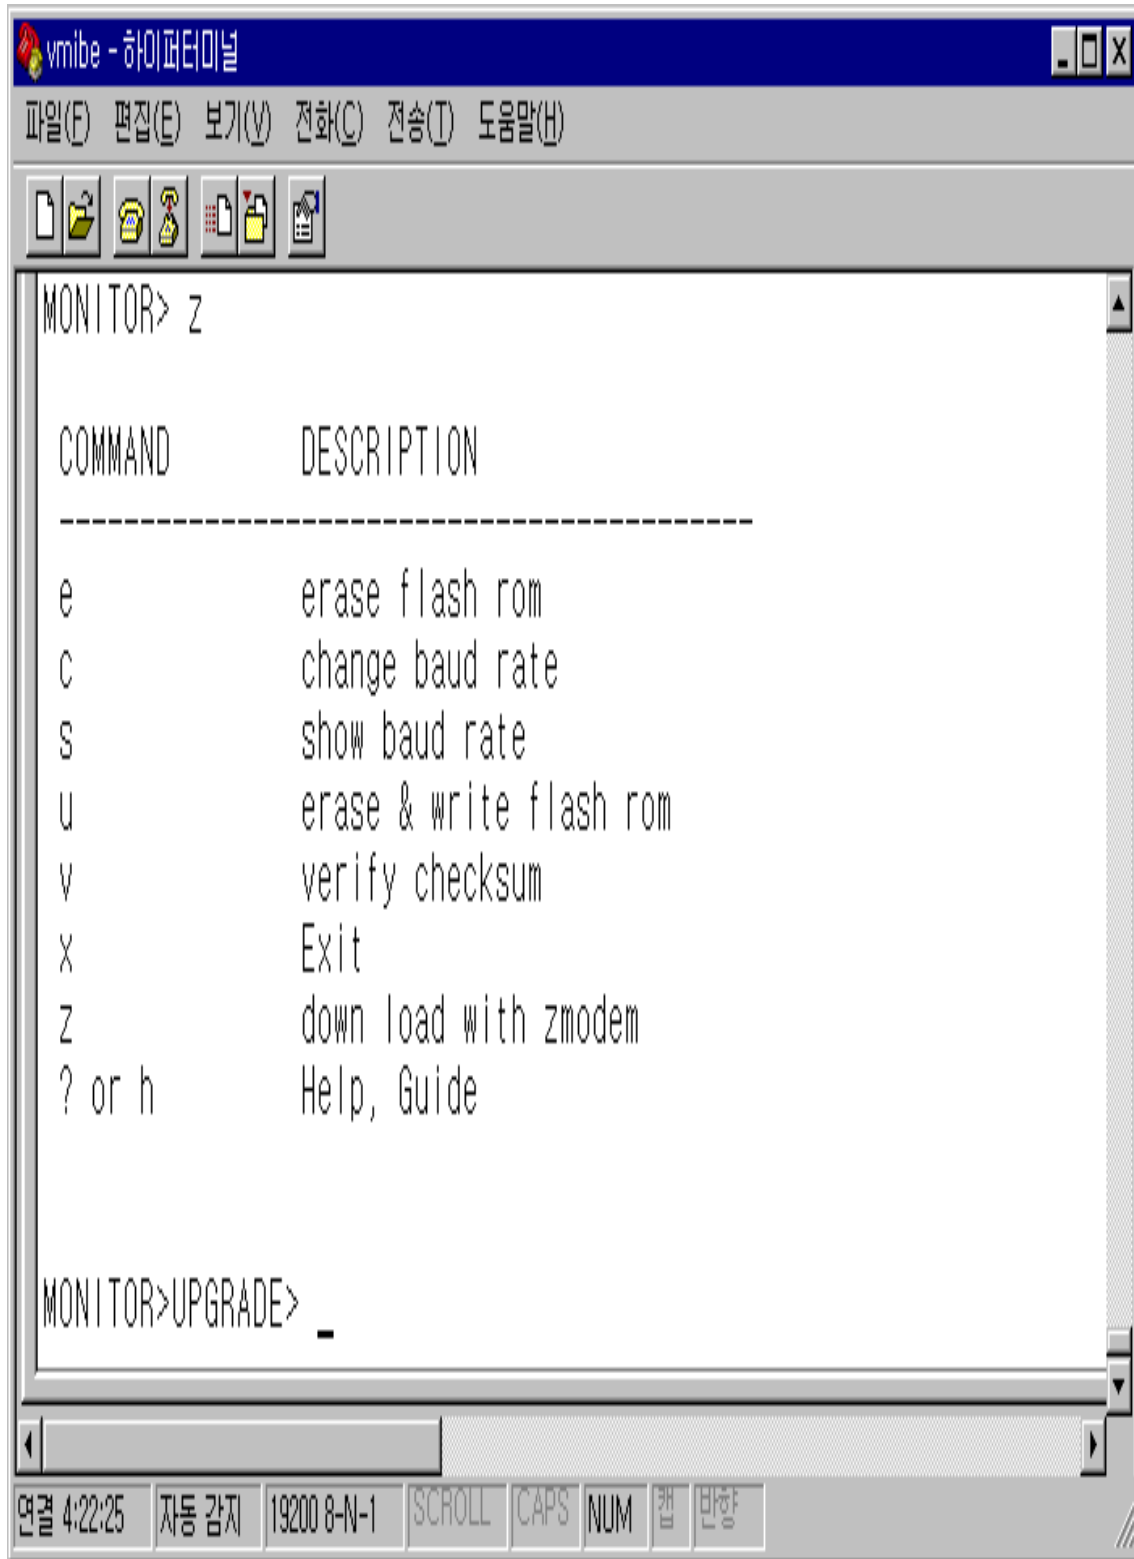 vmibe - 하이퍼터미널
파일(F) 편집(E) 보기(V) 전화(C) 전송(T) 도움말(H)
MONITOR> z
COMMAND DESCRIPTION
-------------------------------------------
e erase flash rom
c change baud rate
s show baud rate
u erase & write flash rom
v verify checksum
x Exit
z down load with zmodem
? or h Help, Guide
MONITOR>UPGRADE> _
연결 4:22:25 자동 감지 19200 8-N-1 SCROLL CAPS NUM 캡 반향